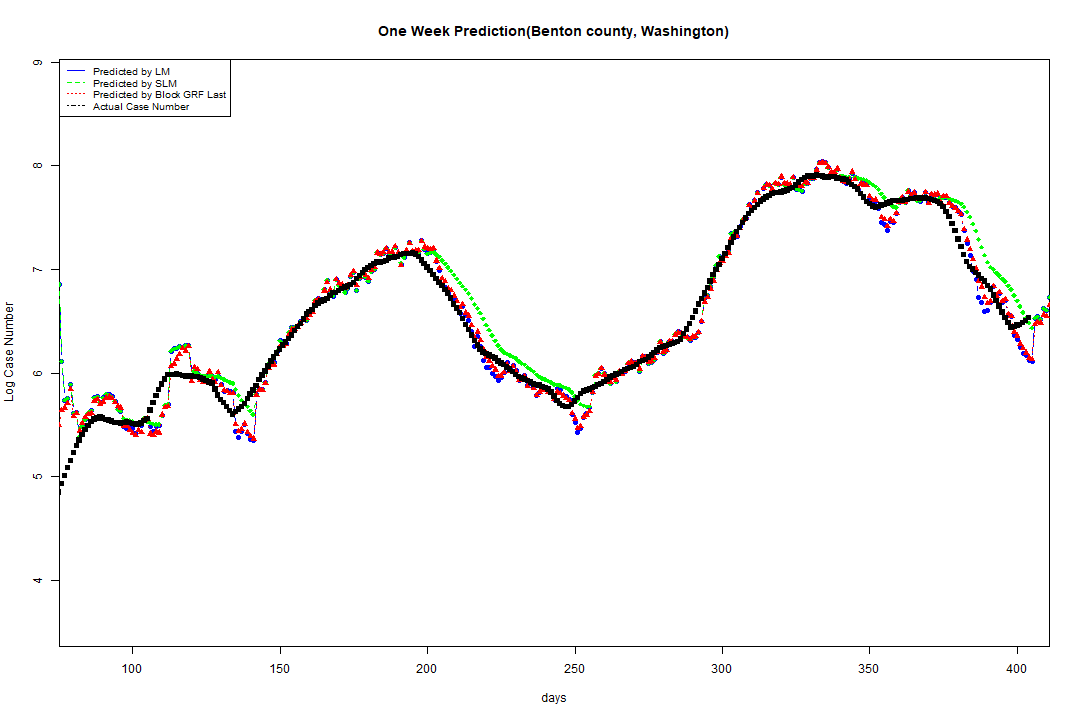 One Week Prediction(Benton county, Washington)
Predicted by LM
Predicted by SLM
Predicted by Block GRF Last
Actual Case Number
9
8
7
6
5
4
Log Case Number
100 150 200 250 300 350 400
days